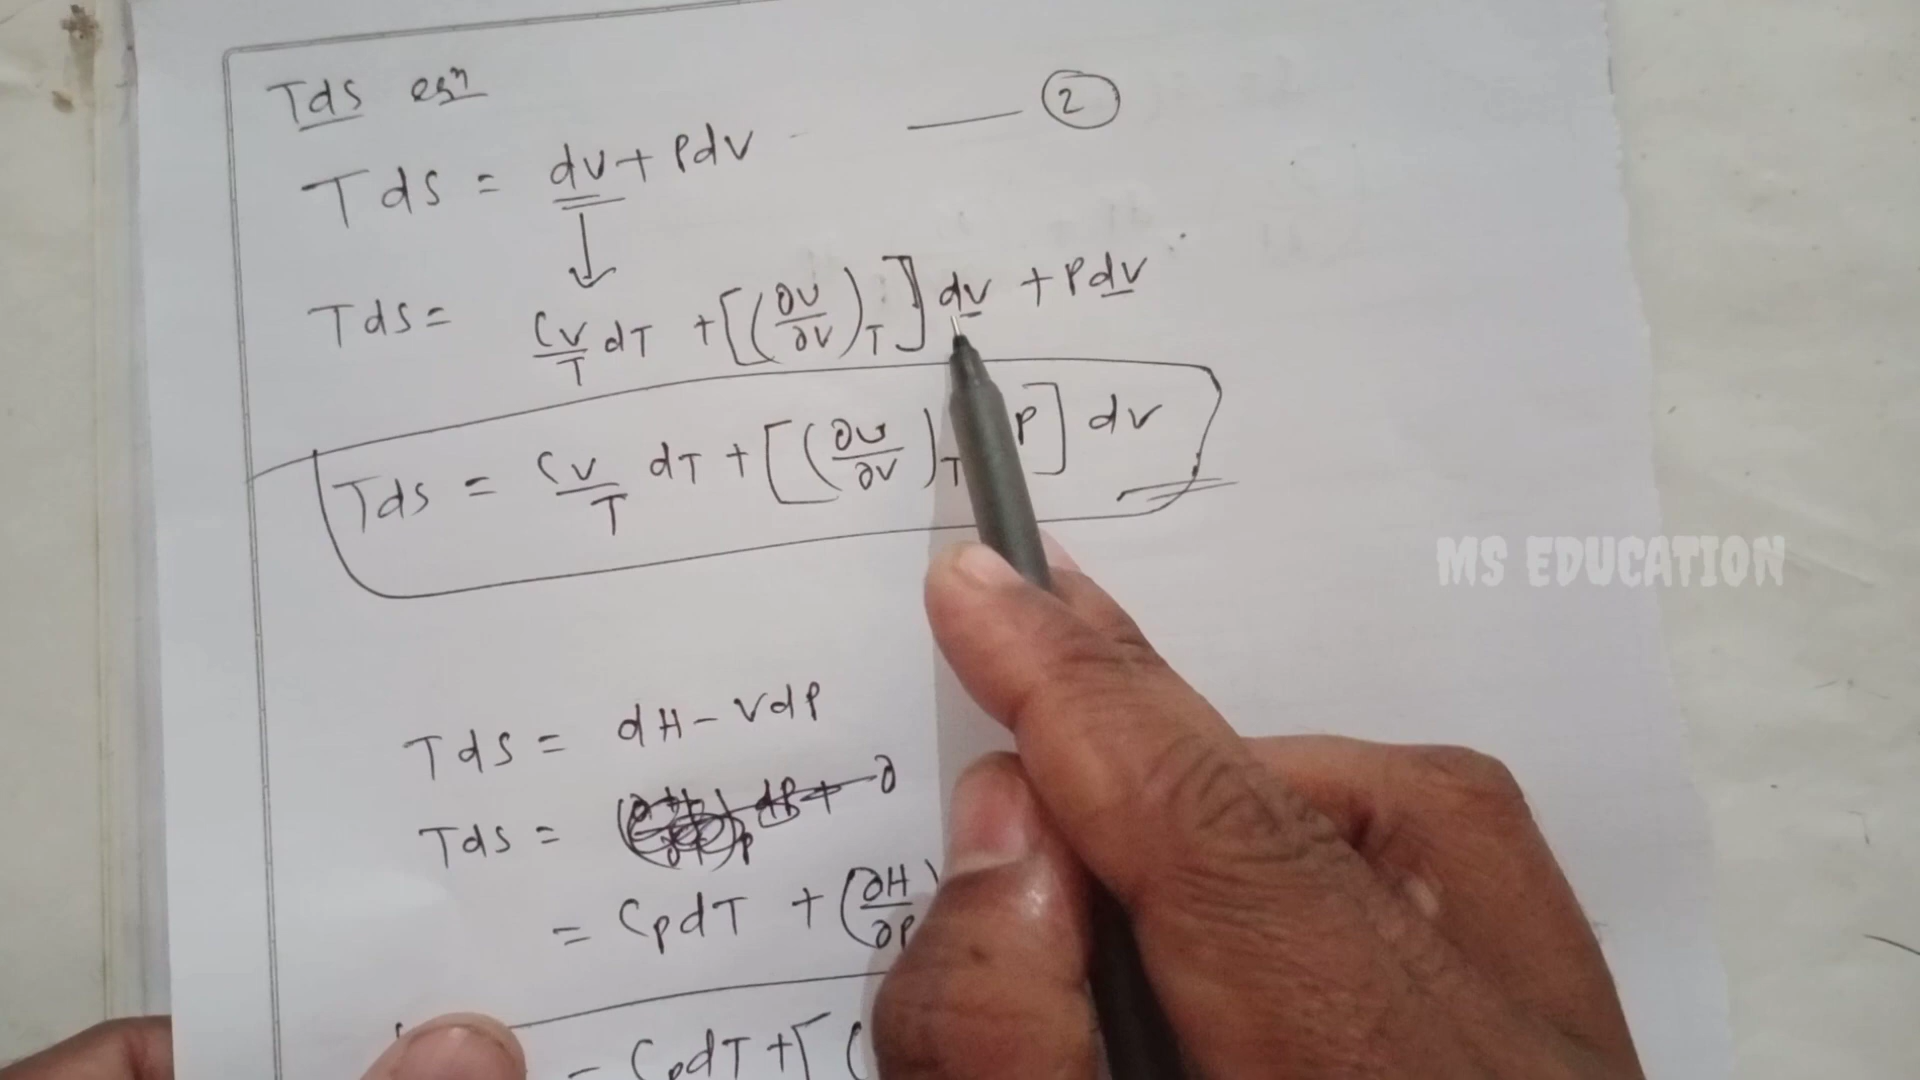 Tds eqn
Tds = dU + PdV —— 2
Tds = Cv/T dT + [(∂U/∂V)T] dv + Pdv
Tds = Cv/T dT + [(∂U/∂V)T P] dv
MS EDUCATION
Tds = dH - VdP
Tds =
= CpdT + (∂H/∂P)
= CpdT + [(